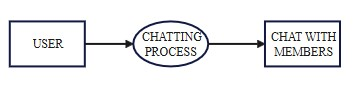 USER
CHATTING
PROCESS
CHAT WITH
MEMBERS